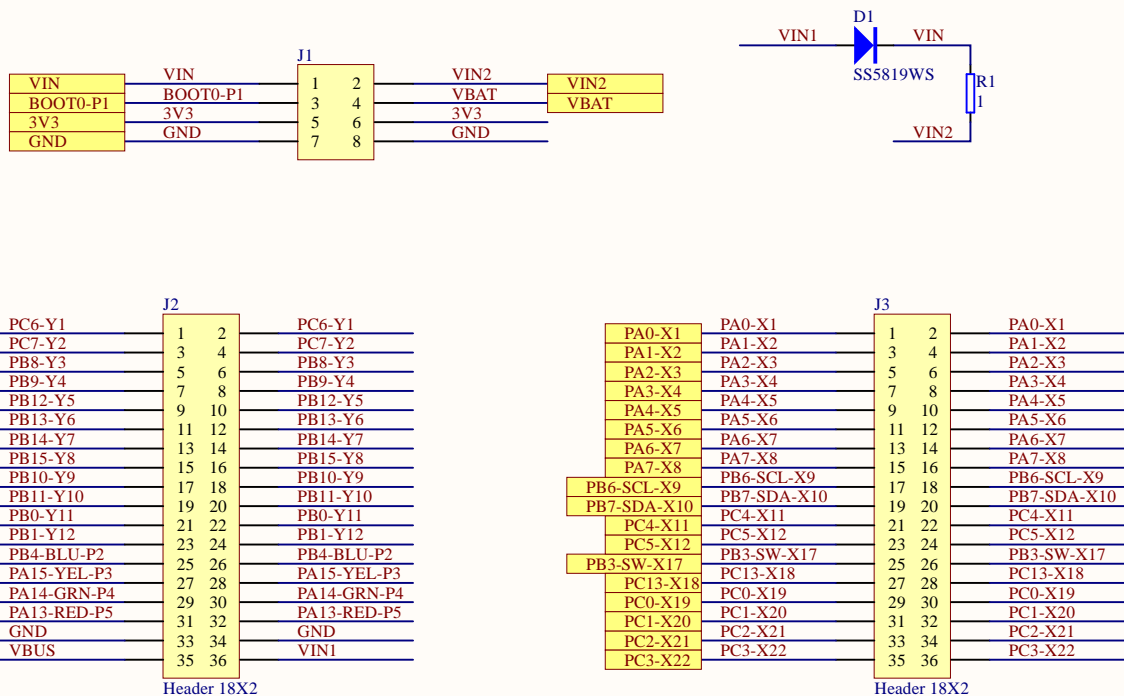 D1
VIN1 VIN
SS5819WS
R1
1
VIN2
J1
VIN VIN 1 2 VIN2 VIN2
BOOT0-P1 BOOT0-P1 3 4 VBAT VBAT
3V3 3V3 5 6 3V3
GND GND 7 8 GND
J2
PC6-Y1 1 2 PC6-Y1
PC7-Y2 3 4 PC7-Y2
PB8-Y3 5 6 PB8-Y3
PB9-Y4 7 8 PB9-Y4
PB12-Y5 9 10 PB12-Y5
PB13-Y6 11 12 PB13-Y6
PB14-Y7 13 14 PB14-Y7
PB15-Y8 15 16 PB15-Y8
PB10-Y9 17 18 PB10-Y9
PB11-Y10 19 20 PB11-Y10
PB0-Y11 21 22 PB0-Y11
PB1-Y12 23 24 PB1-Y12
PB4-BLU-P2 25 26 PB4-BLU-P2
PA15-YEL-P3 27 28 PA15-YEL-P3
PA14-GRN-P4 29 30 PA14-GRN-P4
PA13-RED-P5 31 32 PA13-RED-P5
GND 33 34 GND
VBUS 35 36 VIN1
Header 18X2
J3
PA0-X1 PA0-X1 1 2 PA0-X1
PA1-X2 PA1-X2 3 4 PA1-X2
PA2-X3 PA2-X3 5 6 PA2-X3
PA3-X4 PA3-X4 7 8 PA3-X4
PA4-X5 PA4-X5 9 10 PA4-X5
PA5-X6 PA5-X6 11 12 PA5-X6
PA6-X7 PA6-X7 13 14 PA6-X7
PA7-X8 PA7-X8 15 16 PA7-X8
PB6-SCL-X9 PB6-SCL-X9 17 18 PB6-SCL-X9
PB7-SDA-X10 PB7-SDA-X10 19 20 PB7-SDA-X10
PC4-X11 PC4-X11 21 22 PC4-X11
PC5-X12 PC5-X12 23 24 PC5-X12
PB3-SW-X17 PB3-SW-X17 25 26 PB3-SW-X17
PC13-X18 PC13-X18 27 28 PC13-X18
PC0-X19 PC0-X19 29 30 PC0-X19
PC1-X20 PC1-X20 31 32 PC1-X20
PC2-X21 PC2-X21 33 34 PC2-X21
PC3-X22 PC3-X22 35 36 PC3-X22
Header 18X2